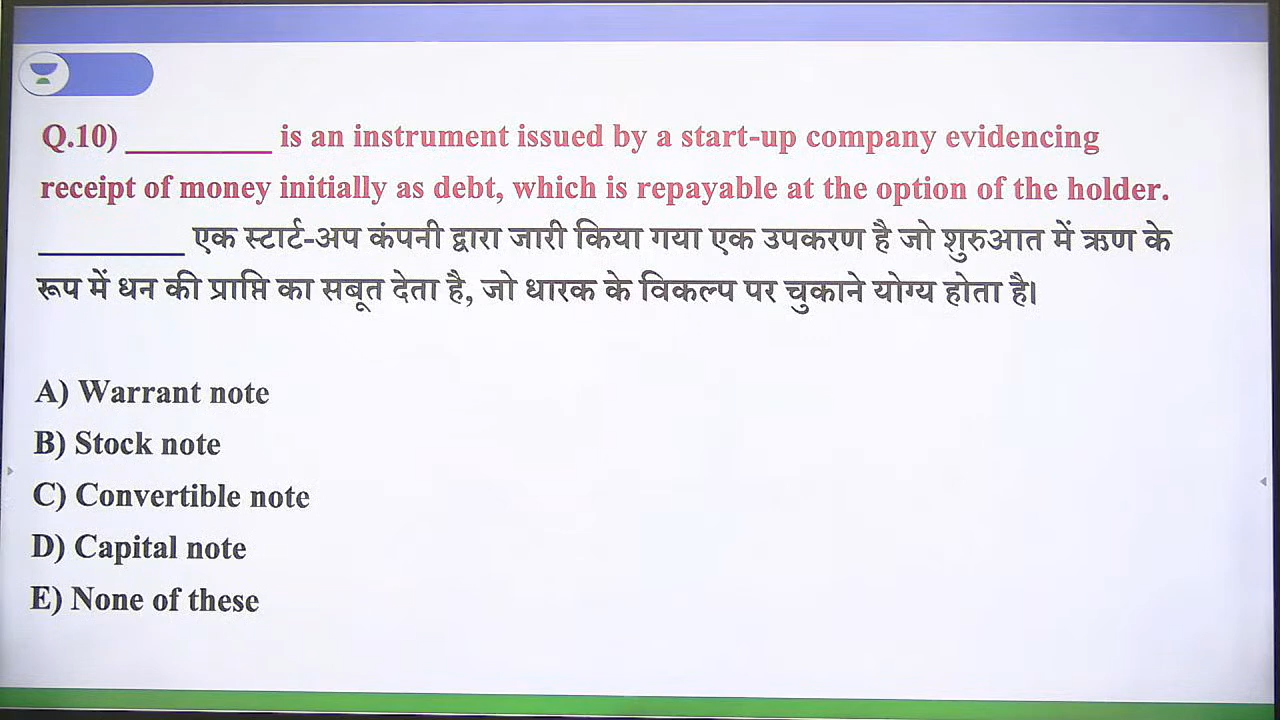 Q.10) __________ is an instrument issued by a start-up company evidencing
receipt of money initially as debt, which is repayable at the option of the holder.
__________ एक स्टार्ट-अप कंपनी द्वारा जारी किया गया एक उपकरण है जो शुरुआत में ऋण के
रूप में धन की प्राप्ति का सबूत देता है, जो धारक के विकल्प पर चुकाने योग्य होता है।
A) Warrant note
B) Stock note
C) Convertible note
D) Capital note
E) None of these